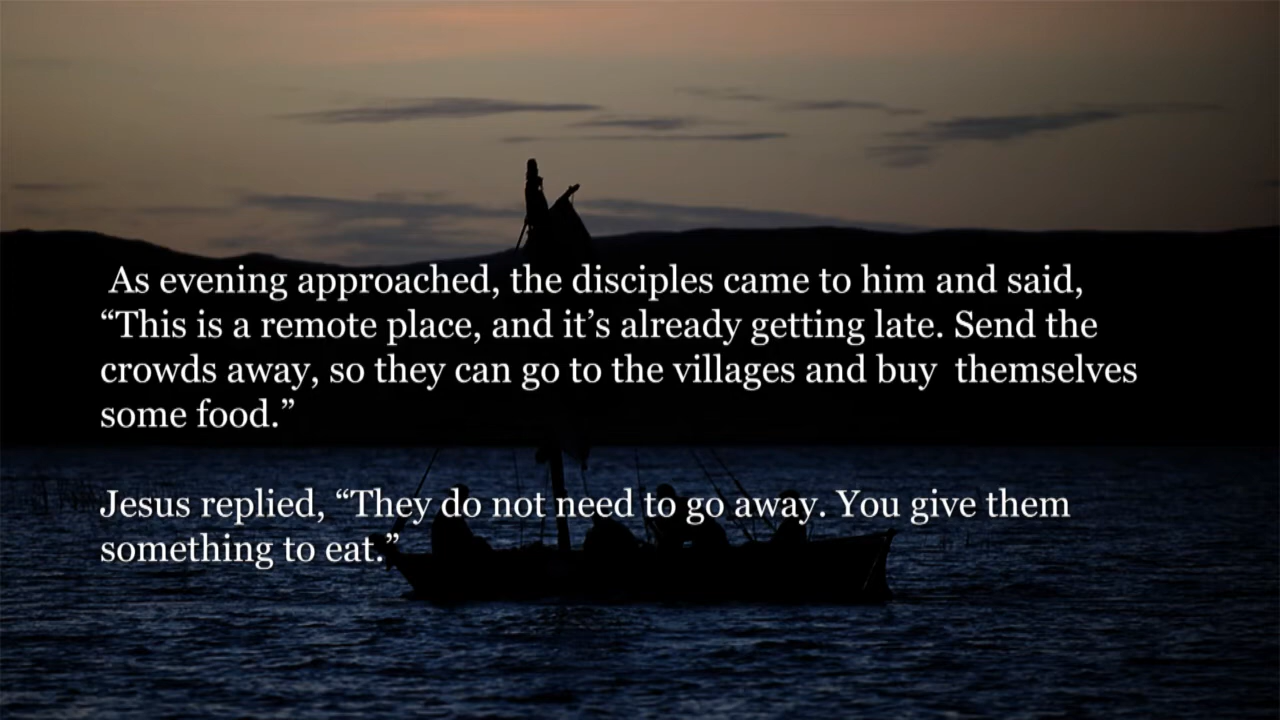 As evening approached, the disciples came to him and said,
“This is a remote place, and it’s already getting late. Send the
crowds away, so they can go to the villages and buy  themselves
some food.”
Jesus replied, “They do not need to go away. You give them
something to eat.”